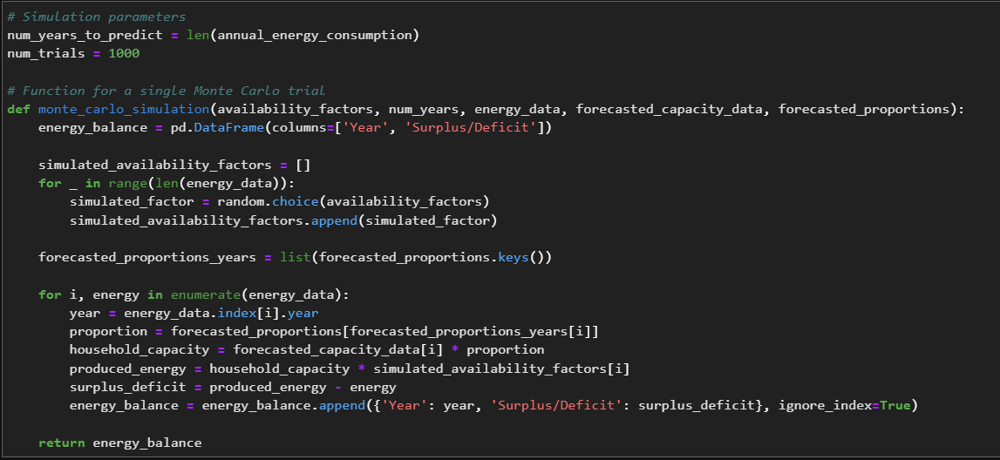 # Simulation parameters
num_years_to_predict = len(annual_energy_consumption)
num_trials = 1000

# Function for a single Monte Carlo trial
def monte_carlo_simulation(availability_factors, num_years, energy_data, forecasted_capacity_data, forecasted_proportions):
    energy_balance = pd.DataFrame(columns=['Year', 'Surplus/Deficit'])

    simulated_availability_factors = []
    for _ in range(len(energy_data)):
        simulated_factor = random.choice(availability_factors)
        simulated_availability_factors.append(simulated_factor)

    forecasted_proportions_years = list(forecasted_proportions.keys())

    for i, energy in enumerate(energy_data):
        year = energy_data.index[i].year
        proportion = forecasted_proportions[forecasted_proportions_years[i]]
        household_capacity = forecasted_capacity_data[i] * proportion
        produced_energy = household_capacity * simulated_availability_factors[i]
        surplus_deficit = produced_energy - energy
        energy_balance = energy_balance.append({'Year': year, 'Surplus/Deficit': surplus_deficit}, ignore_index=True)

    return energy_balance